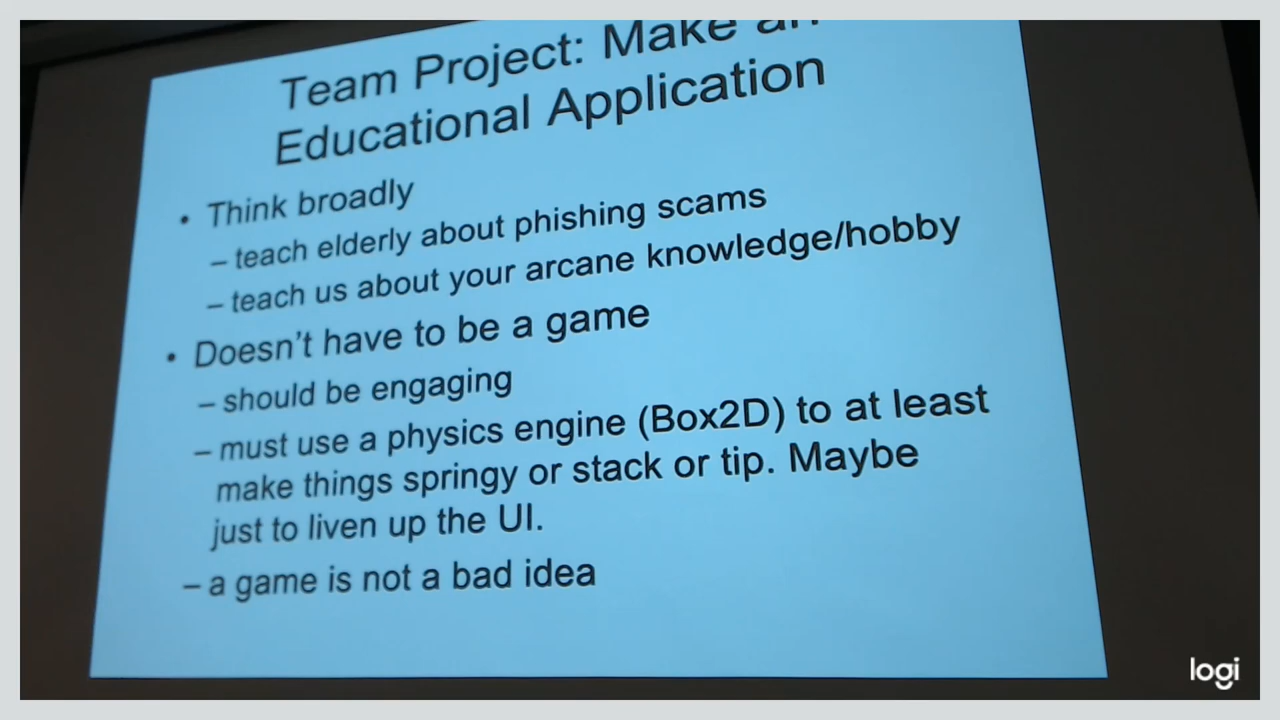 Team Project: Make an
Educational Application
• Think broadly
– teach elderly about phishing scams
– teach us about your arcane knowledge/hobby
• Doesn't have to be a game
– should be engaging
– must use a physics engine (Box2D) to at least
make things springy or stack or tip. Maybe
just to liven up the UI.
– a game is not a bad idea
logi